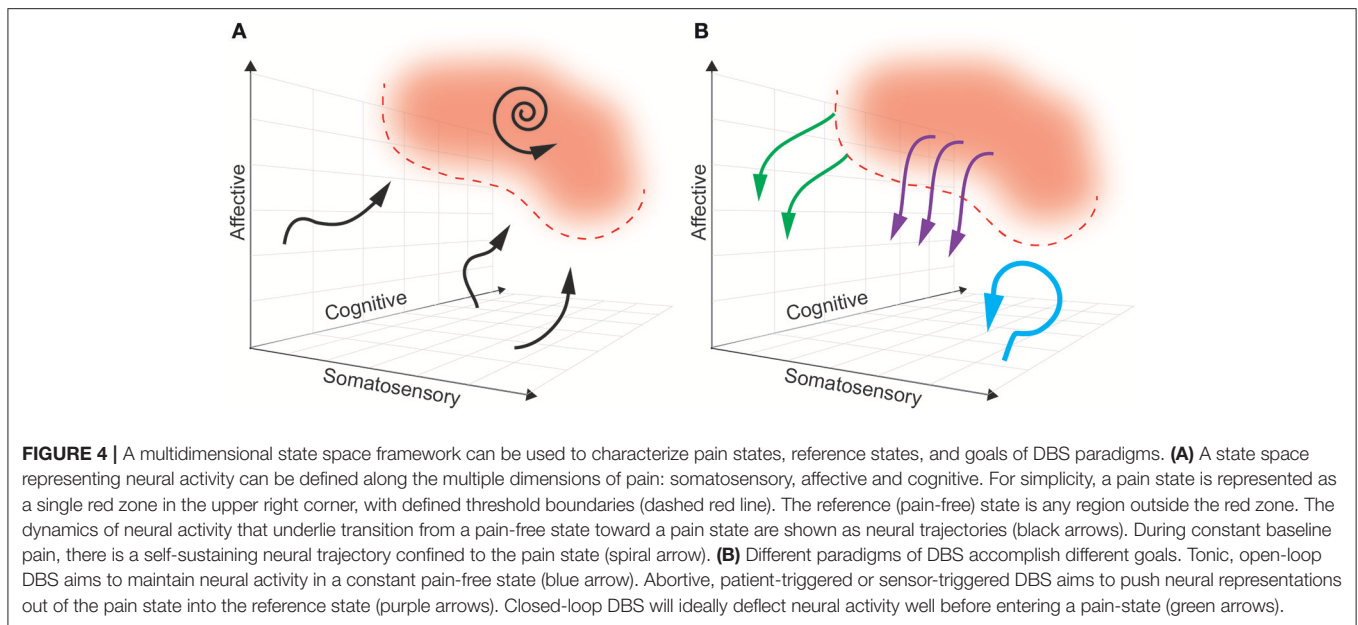 A
B
Affective
Cognitive
Somatosensory
Affective
Cognitive
Somatosensory
FIGURE 4 | A multidimensional state space framework can be used to characterize pain states, reference states, and goals of DBS paradigms. (A) A state space
representing neural activity can be defined along the multiple dimensions of pain: somatosensory, affective and cognitive. For simplicity, a pain state is represented as
a single red zone in the upper right corner, with defined threshold boundaries (dashed red line). The reference (pain-free) state is any region outside the red zone. The
dynamics of neural activity that underlie transition from a pain-free state toward a pain state are shown as neural trajectories (black arrows). During constant baseline
pain, there is a self-sustaining neural trajectory confined to the pain state (spiral arrow). (B) Different paradigms of DBS accomplish different goals. Tonic, open-loop
DBS aims to maintain neural activity in a constant pain-free state (blue arrow). Abortive, patient-triggered or sensor-triggered DBS aims to push neural representations
out of the pain state into the reference state (purple arrows). Closed-loop DBS will ideally deflect neural activity well before entering a pain-state (green arrows).